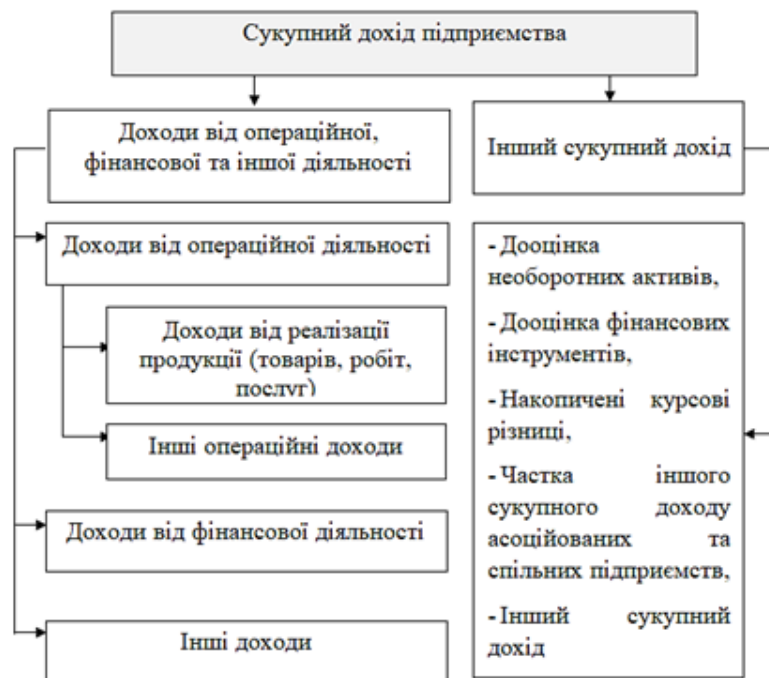 Сукупний дохід підприємства
Доходи від операційної,
фінансової та іншої діяльності
Інший сукупний дохід
Доходи від операційної діяльності
Доходи від реалізації
продукції (товарів, робіт,
послуг)
Інші операційні доходи
Доходи від фінансової діяльності
Інші доходи
- Дооцінка
необоротних активів,
- Дооцінка фінансових
інструментів,
- Накопичені курсові
різниці,
- Частка іншого
сукупного доходу
асоційованих та
спільних підприємств,
- Інший сукупний
дохід